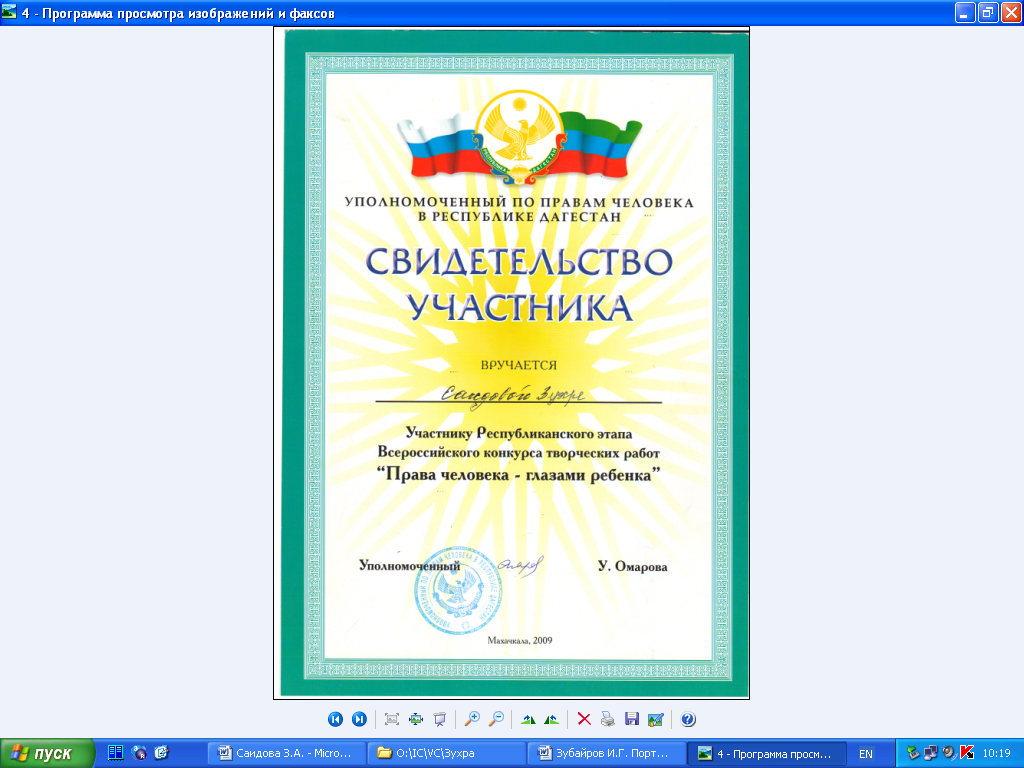 4 - Программа просмотра изображений и факсов
УПОЛНОМОЧЕННЫЙ ПО ПРАВАМ ЧЕЛОВЕКА
В РЕСПУБЛИКЕ ДАГЕСТАН
СВИДЕТЕЛЬСТВО
УЧАСТНИКА
ВРУЧАЕТСЯ
Саидовой Зухре
Участнику Республиканского этапа
Всероссийского конкурса творческих работ
“Права человека - глазами ребенка”
Уполномоченный
У. Омарова
Махачкала, 2009
пуск
Саидова З.А. - Micro...
O:\IC\VC\Зухра
Зубайров И.Г. Порт...
4 - Программа просм...
EN
10:19